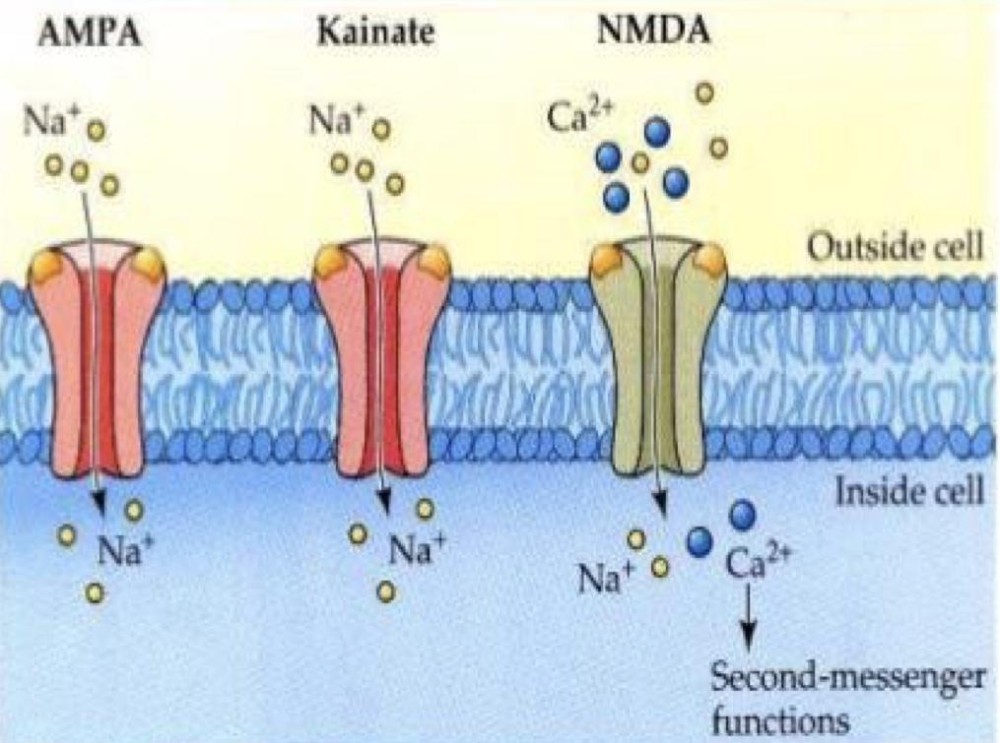 AMPA
Kainate
NMDA
Na⁺
Na⁺
Ca²⁺
Outside cell
Inside cell
Na⁺
Na⁺
Na⁺
Ca²⁺
Second-messenger
functions